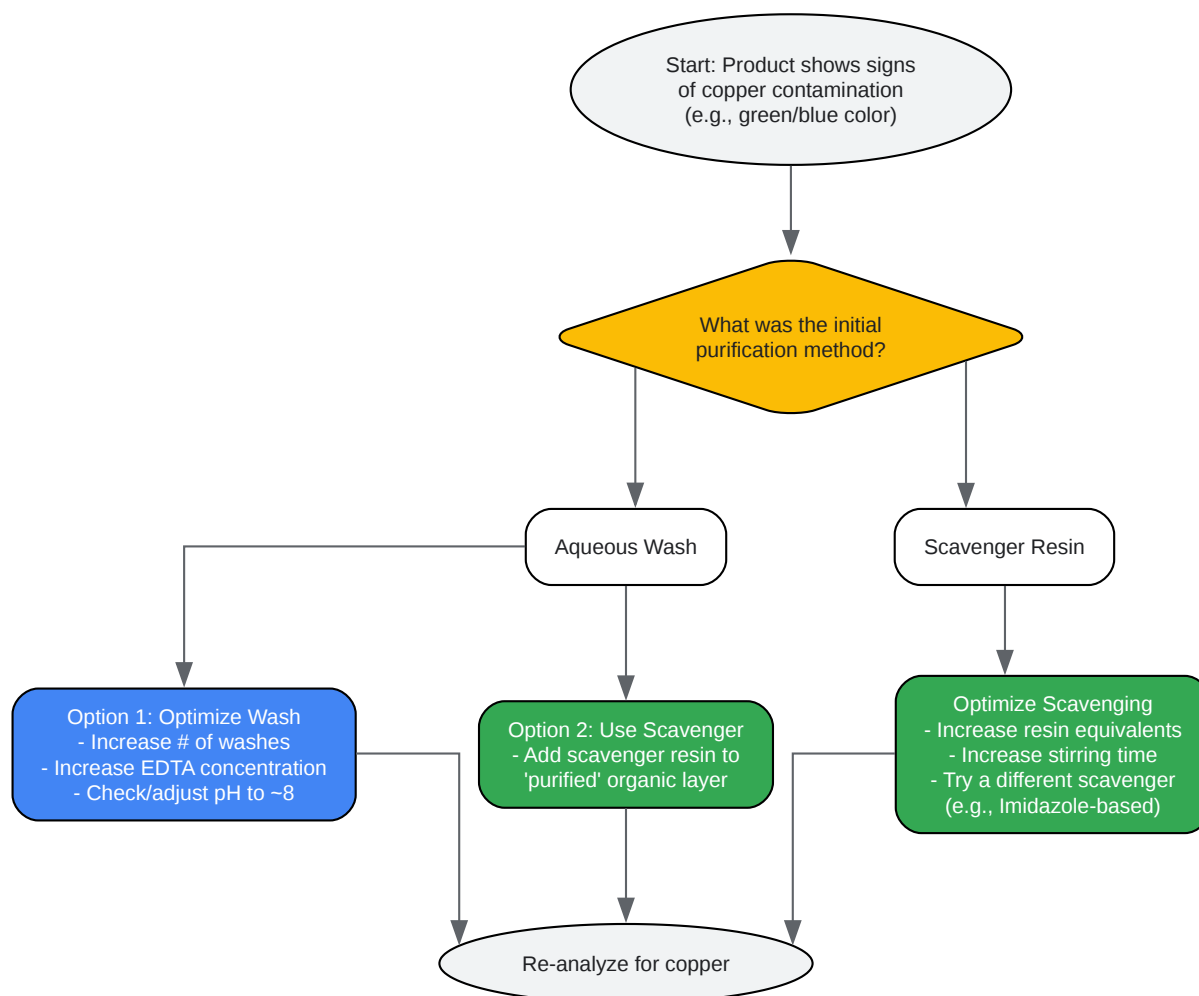 Start: Product shows signs
of copper contamination
(e.g., green/blue color)
What was the initial
purification method?
Aqueous Wash
Scavenger Resin
Option 1: Optimize Wash
- Increase # of washes
- Increase EDTA concentration
- Check/adjust pH to ~8
Option 2: Use Scavenger
- Add scavenger resin to
'purified' organic layer
Optimize Scavenging
- Increase resin equivalents
- Increase stirring time
- Try a different scavenger
(e.g., Imidazole-based)
Re-analyze for copper